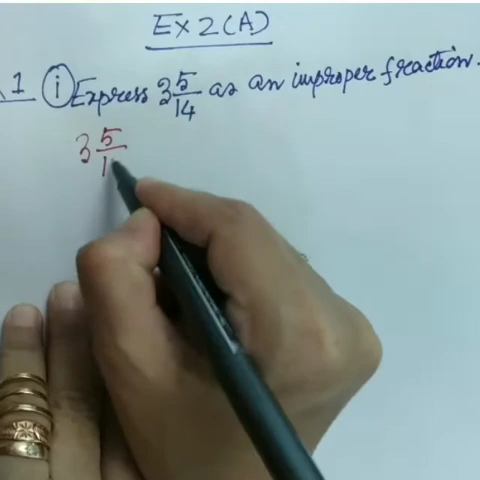 Ex 2(A)
1 (i) Express 3 5/14 as an improper fraction.
3 5/1